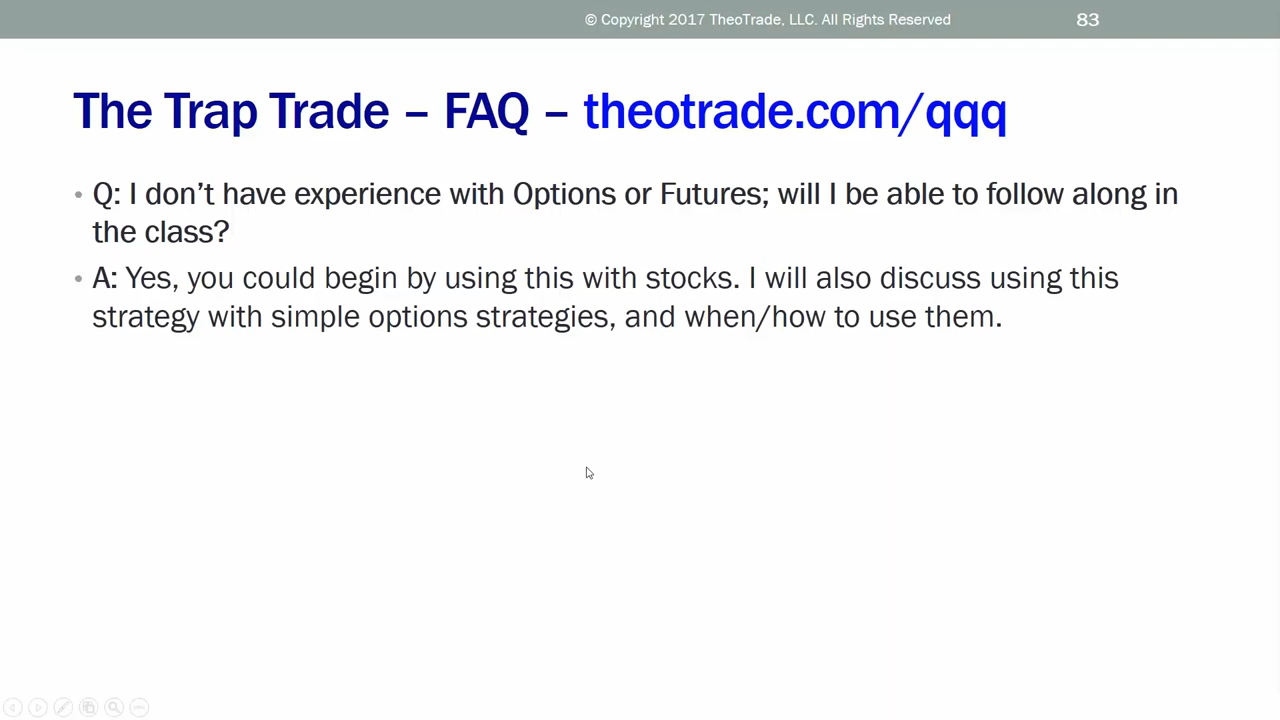 © Copyright 2017 TheoTrade, LLC. All Rights Reserved
83
The Trap Trade – FAQ – theotrade.com/qqq
• Q: I don’t have experience with Options or Futures; will I be able to follow along in
the class?
• A: Yes, you could begin by using this with stocks. I will also discuss using this
strategy with simple options strategies, and when/how to use them.